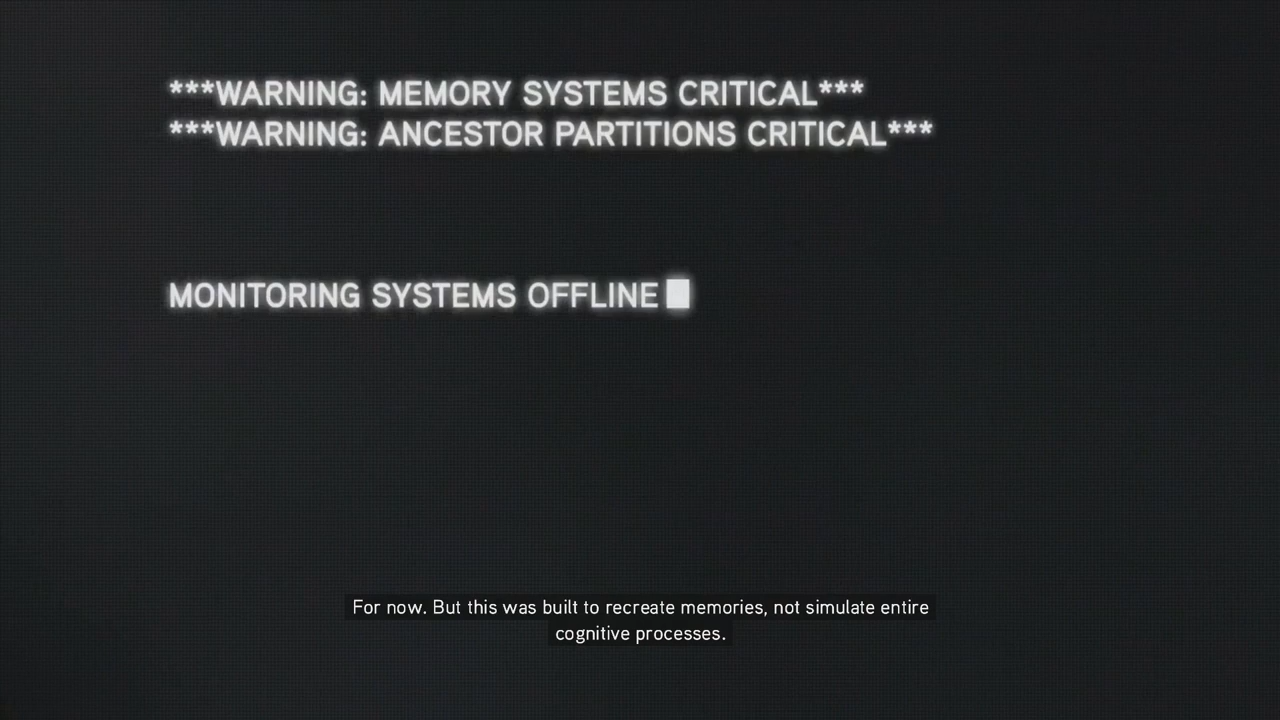 ***WARNING: MEMORY SYSTEMS CRITICAL***
***WARNING: ANCESTOR PARTITIONS CRITICAL***
MONITORING SYSTEMS OFFLINE
For now. But this was built to recreate memories, not simulate entire
cognitive processes.